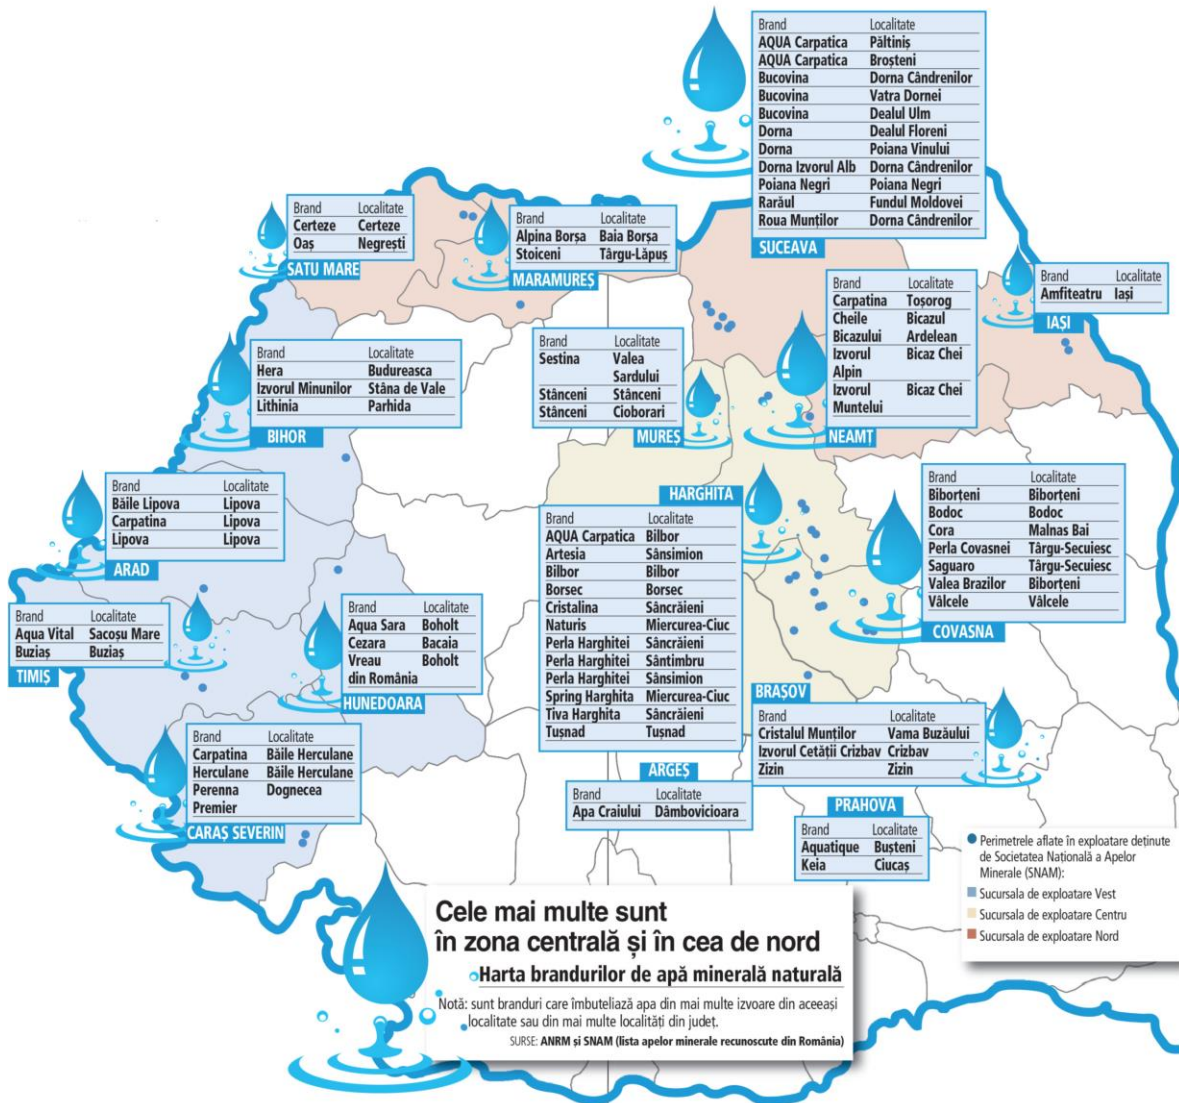 Brand Localitate
AQUA Carpatica Păltiniș
AQUA Carpatica Broșteni
Bucovina Dorna Cândrenilor
Bucovina Vatra Dornei
Bucovina Dealul Ulm
Dorna Dealul Floreni
Dorna Poiana Vinului
Dorna Izvorul Alb Dorna Cândrenilor
Poiana Negri Poiana Negri
Rarăul Fundul Moldovei
Roua Munților Dorna Cândrenilor
SUCEAVA
Brand Localitate
Certeze Certeze
Oaș Negrești
SATU MARE
Brand Localitate
Alpina Borșa Baia Borșa
Stoiceni Târgu-Lăpuș
MARAMUREȘ
Brand Localitate
Amfiteatru Iași
IAȘI
Brand Localitate
Carpatina Toșorog
Cheile Bicazul
Bicazului Ardelean
Izvorul Bicaz Chei
Alpin
Izvorul Bicaz Chei
Muntelui
NEAMȚ
Brand Localitate
Sestina Valea
Sardului
Stânceni Stânceni
Stânceni Cioborari
MUREȘ
Brand Localitate
Hera Budureasca
Izvorul Minunilor Stâna de Vale
Lithinia Parhida
BIHOR
Brand Localitate
Băile Lipova Lipova
Carpatina Lipova
Lipova Lipova
ARAD
HARGHITA
Brand Localitate
AQUA Carpatica Bilbor
Artesia Sânsimion
Bilbor Bilbor
Borsec Borsec
Cristalina Sâncrăieni
Naturis Miercurea-Ciuc
Perla Harghitei Sâncrăieni
Perla Harghitei Sântimbru
Perla Harghitei Sânsimion
Spring Harghita Miercurea-Ciuc
Tiva Harghita Sâncrăieni
Tușnad Tușnad
Brand Localitate
Biborțeni Biborțeni
Bodoc Bodoc
Cora Malnas Bai
Perla Covasnei Târgu-Secuiesc
Saguaro Târgu-Secuiesc
Valea Brazilor Biborțeni
Vâlcele Vâlcele
COVASNA
Brand Localitate
Aqua Vital Sacoșu Mare
Buziaș Buziaș
TIMIȘ
Brand Localitate
Aqua Sara Boholt
Cezara Bacaia
Vreau Boholt
din România
HUNEDOARA
BRAȘOV
Brand Localitate
Cristalul Munților Vama Buzăului
Izvorul Cetății Crizbav Crizbav
Zizin Zizin
Brand Localitate
Carpatina Băile Herculane
Herculane Băile Herculane
Perenna Dognecea
Premier
CARAȘ SEVERIN
ARGEȘ
Brand Localitate
Apa Craiului Dâmbovicioara
PRAHOVA
Brand Localitate
Aquatique Bușteni
Keia Ciucaș
Perimetrele aflate în exploatare deținute
de Societatea Națională a Apelor
Minerale (SNAM):
Sucursala de exploatare Vest
Sucursala de exploatare Centru
Sucursala de exploatare Nord
Cele mai multe sunt
în zona centrală și în cea de nord
Harta brandurilor de apă minerală naturală
Notă: sunt branduri care îmbuteliază apa din mai multe izvoare din aceeași
localitate sau din mai multe localități din județ.
SURSE: ANRM și SNAM (lista apelor minerale recunoscute din România)